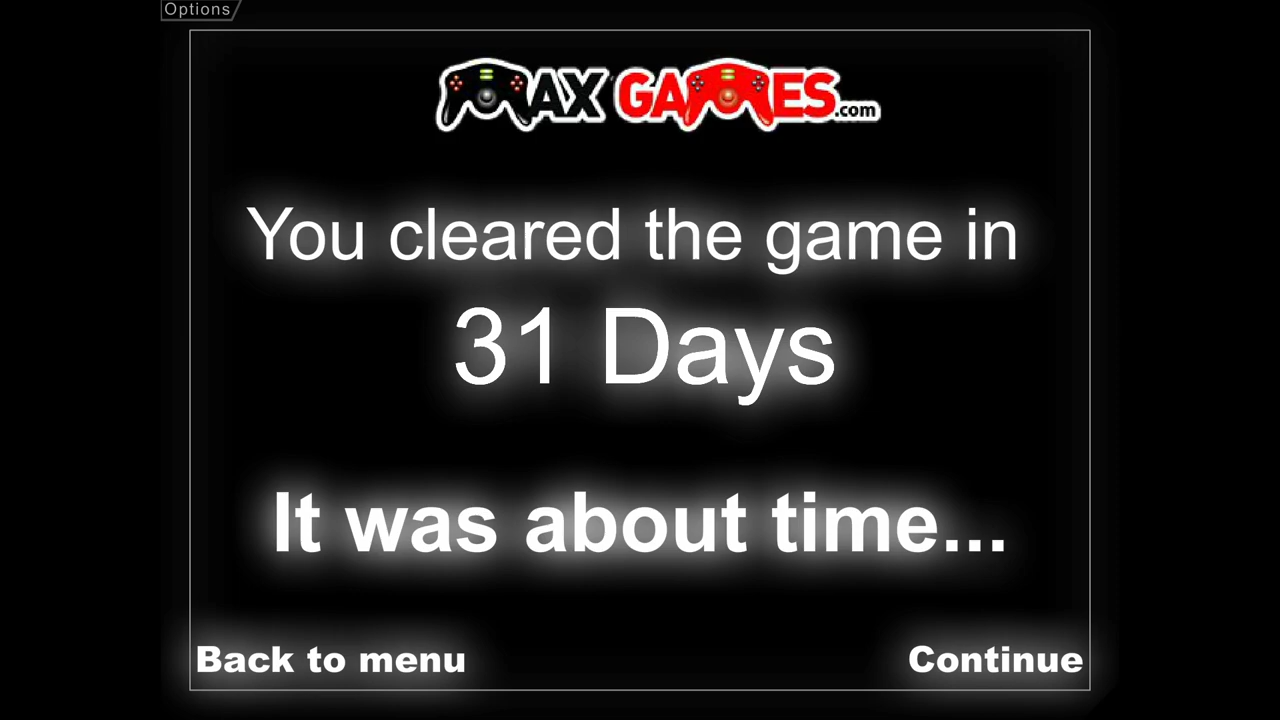 Options
MAX GAMES.com
You cleared the game in
31 Days
It was about time...
Back to menu
Continue